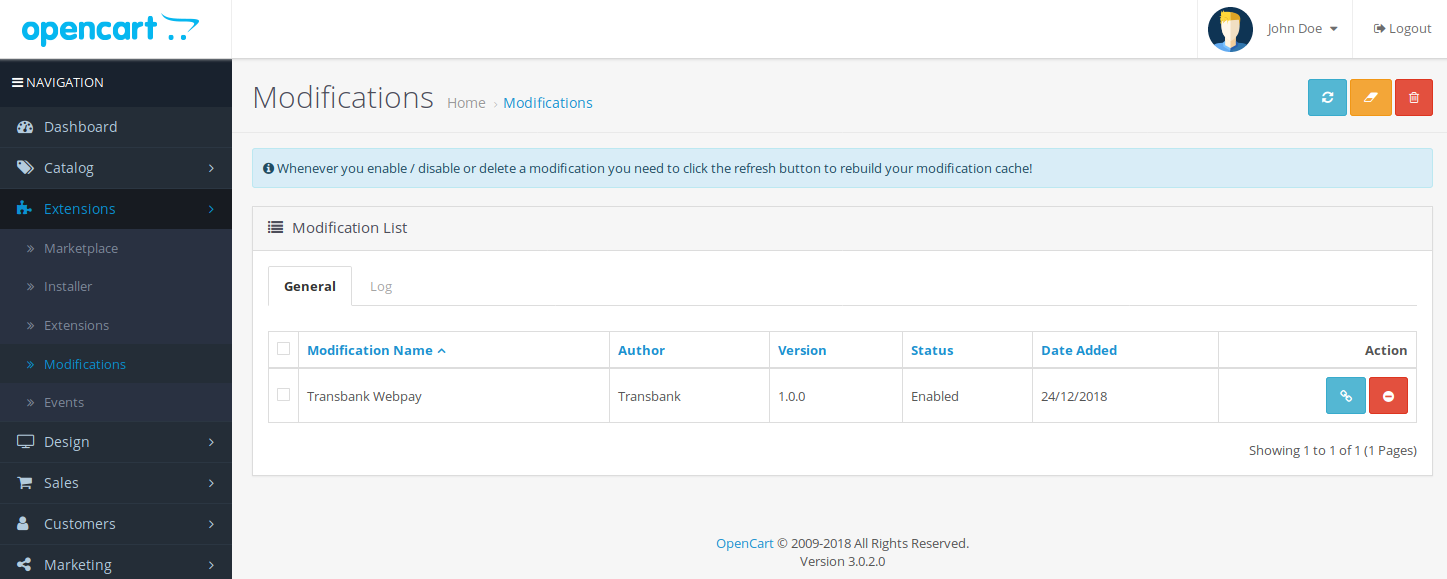 opencart
John Doe
Logout
NAVIGATION
Dashboard
Catalog
Extensions
Marketplace
Installer
Extensions
Modifications
Events
Design
Sales
Customers
Marketing
Modifications Home › Modifications
Whenever you enable / disable or delete a modification you need to click the refresh button to rebuild your modification cache!
Modification List
General Log
Modification Name Author Version Status Date Added Action
Transbank Webpay Transbank 1.0.0 Enabled 24/12/2018
Showing 1 to 1 of 1 (1 Pages)
OpenCart © 2009-2018 All Rights Reserved.
Version 3.0.2.0